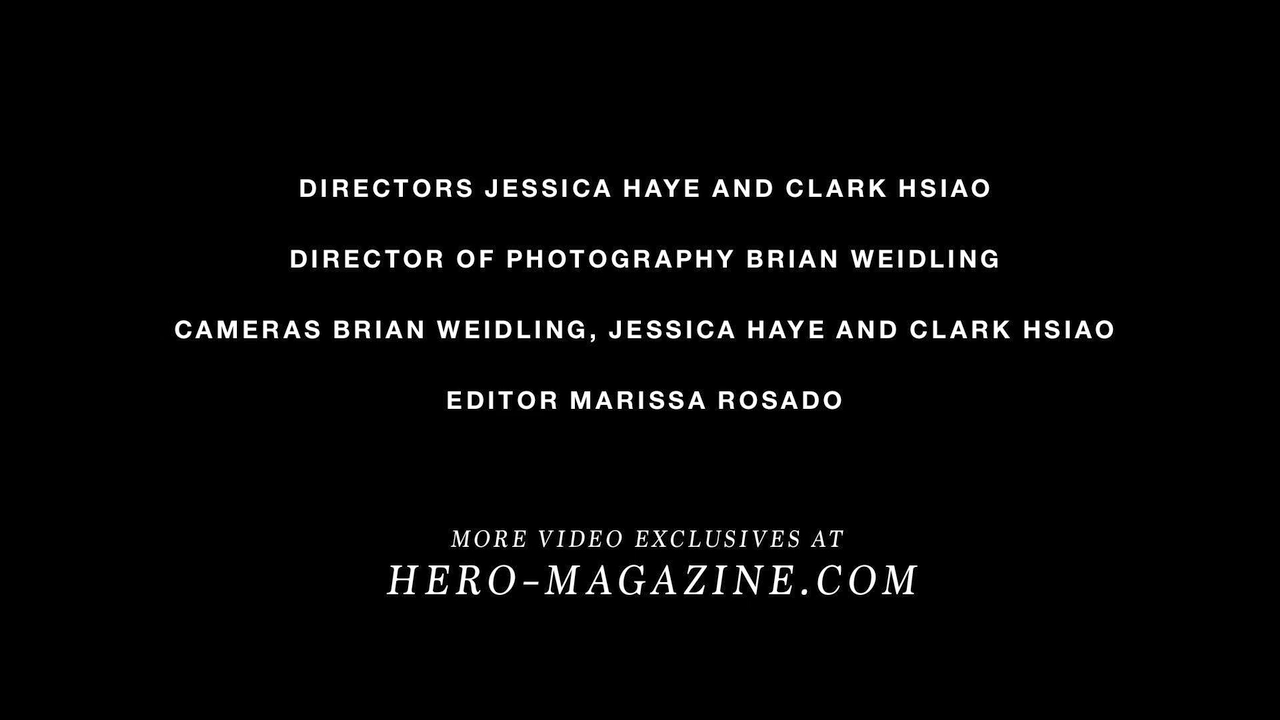 DIRECTORS JESSICA HAYE AND CLARK HSIAO
DIRECTOR OF PHOTOGRAPHY BRIAN WEIDLING
CAMERAS BRIAN WEIDLING, JESSICA HAYE AND CLARK HSIAO
EDITOR MARISSA ROSADO
MORE VIDEO EXCLUSIVES AT
HERO-MAGAZINE.COM